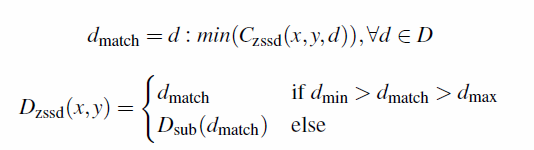 d_match = d : min(C_zssd(x,y,d)), ∀d ∈ D
D_zssd(x,y) = { d_match if d_min > d_match > d_max
D_sub(d_match) else